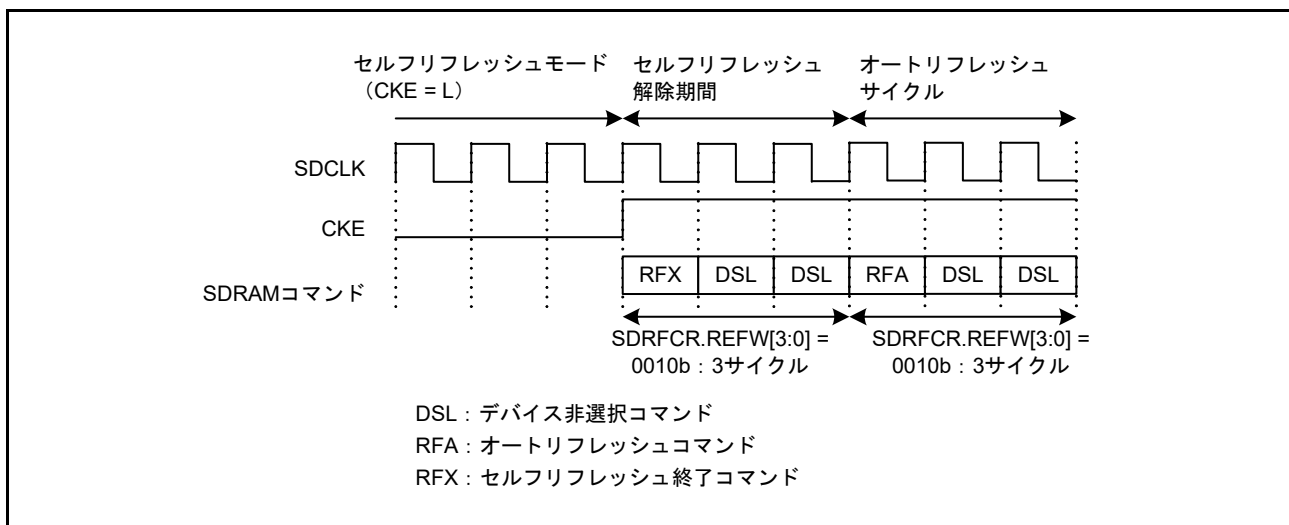 セルフリフレッシュモード
（CKE = L）
セルフリフレッシュ
解除期間
オートリフレッシュ
サイクル
SDCLK
CKE
SDRAMコマンド
RFX DSL DSL RFA DSL DSL
SDRFCR.REFW[3:0] =
0010b：3サイクル
SDRFCR.REFW[3:0] =
0010b：3サイクル
DSL：デバイス非選択コマンド
RFA：オートリフレッシュコマンド
RFX：セルフリフレッシュ終了コマンド